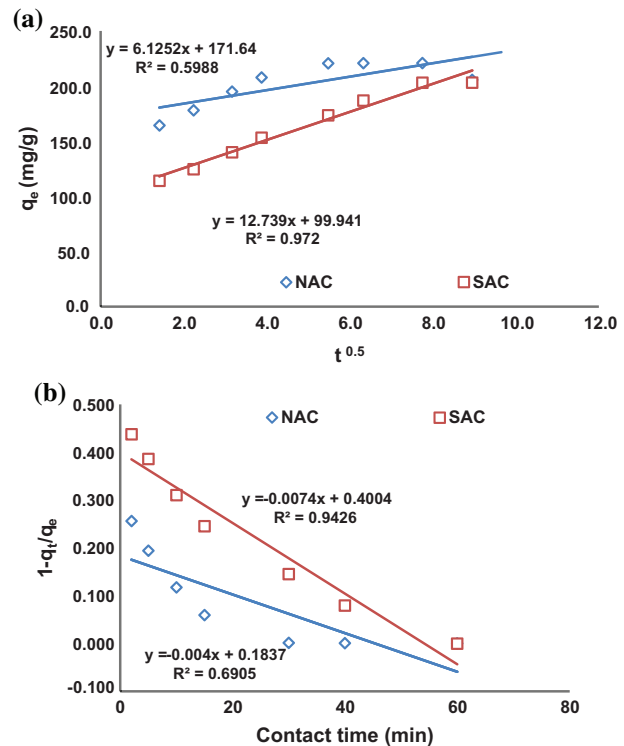 (a)
250.0
y = 6.1252x + 171.64
R² = 0.5988
200.0
150.0
100.0
y = 12.739x + 99.941
R² = 0.972
50.0
NAC
SAC
0.0
qe (mg/g)
0.0 2.0 4.0 6.0 8.0 10.0 12.0
t 0.5
(b)
0.500
NAC
SAC
0.400
0.300
y =-0.0074x + 0.4004
R² = 0.9426
0.200
0.100
0.000
y =-0.004x + 0.1837
R² = 0.6905
-0.100
1-qt/qe
0 20 40 60 80
Contact time (min)